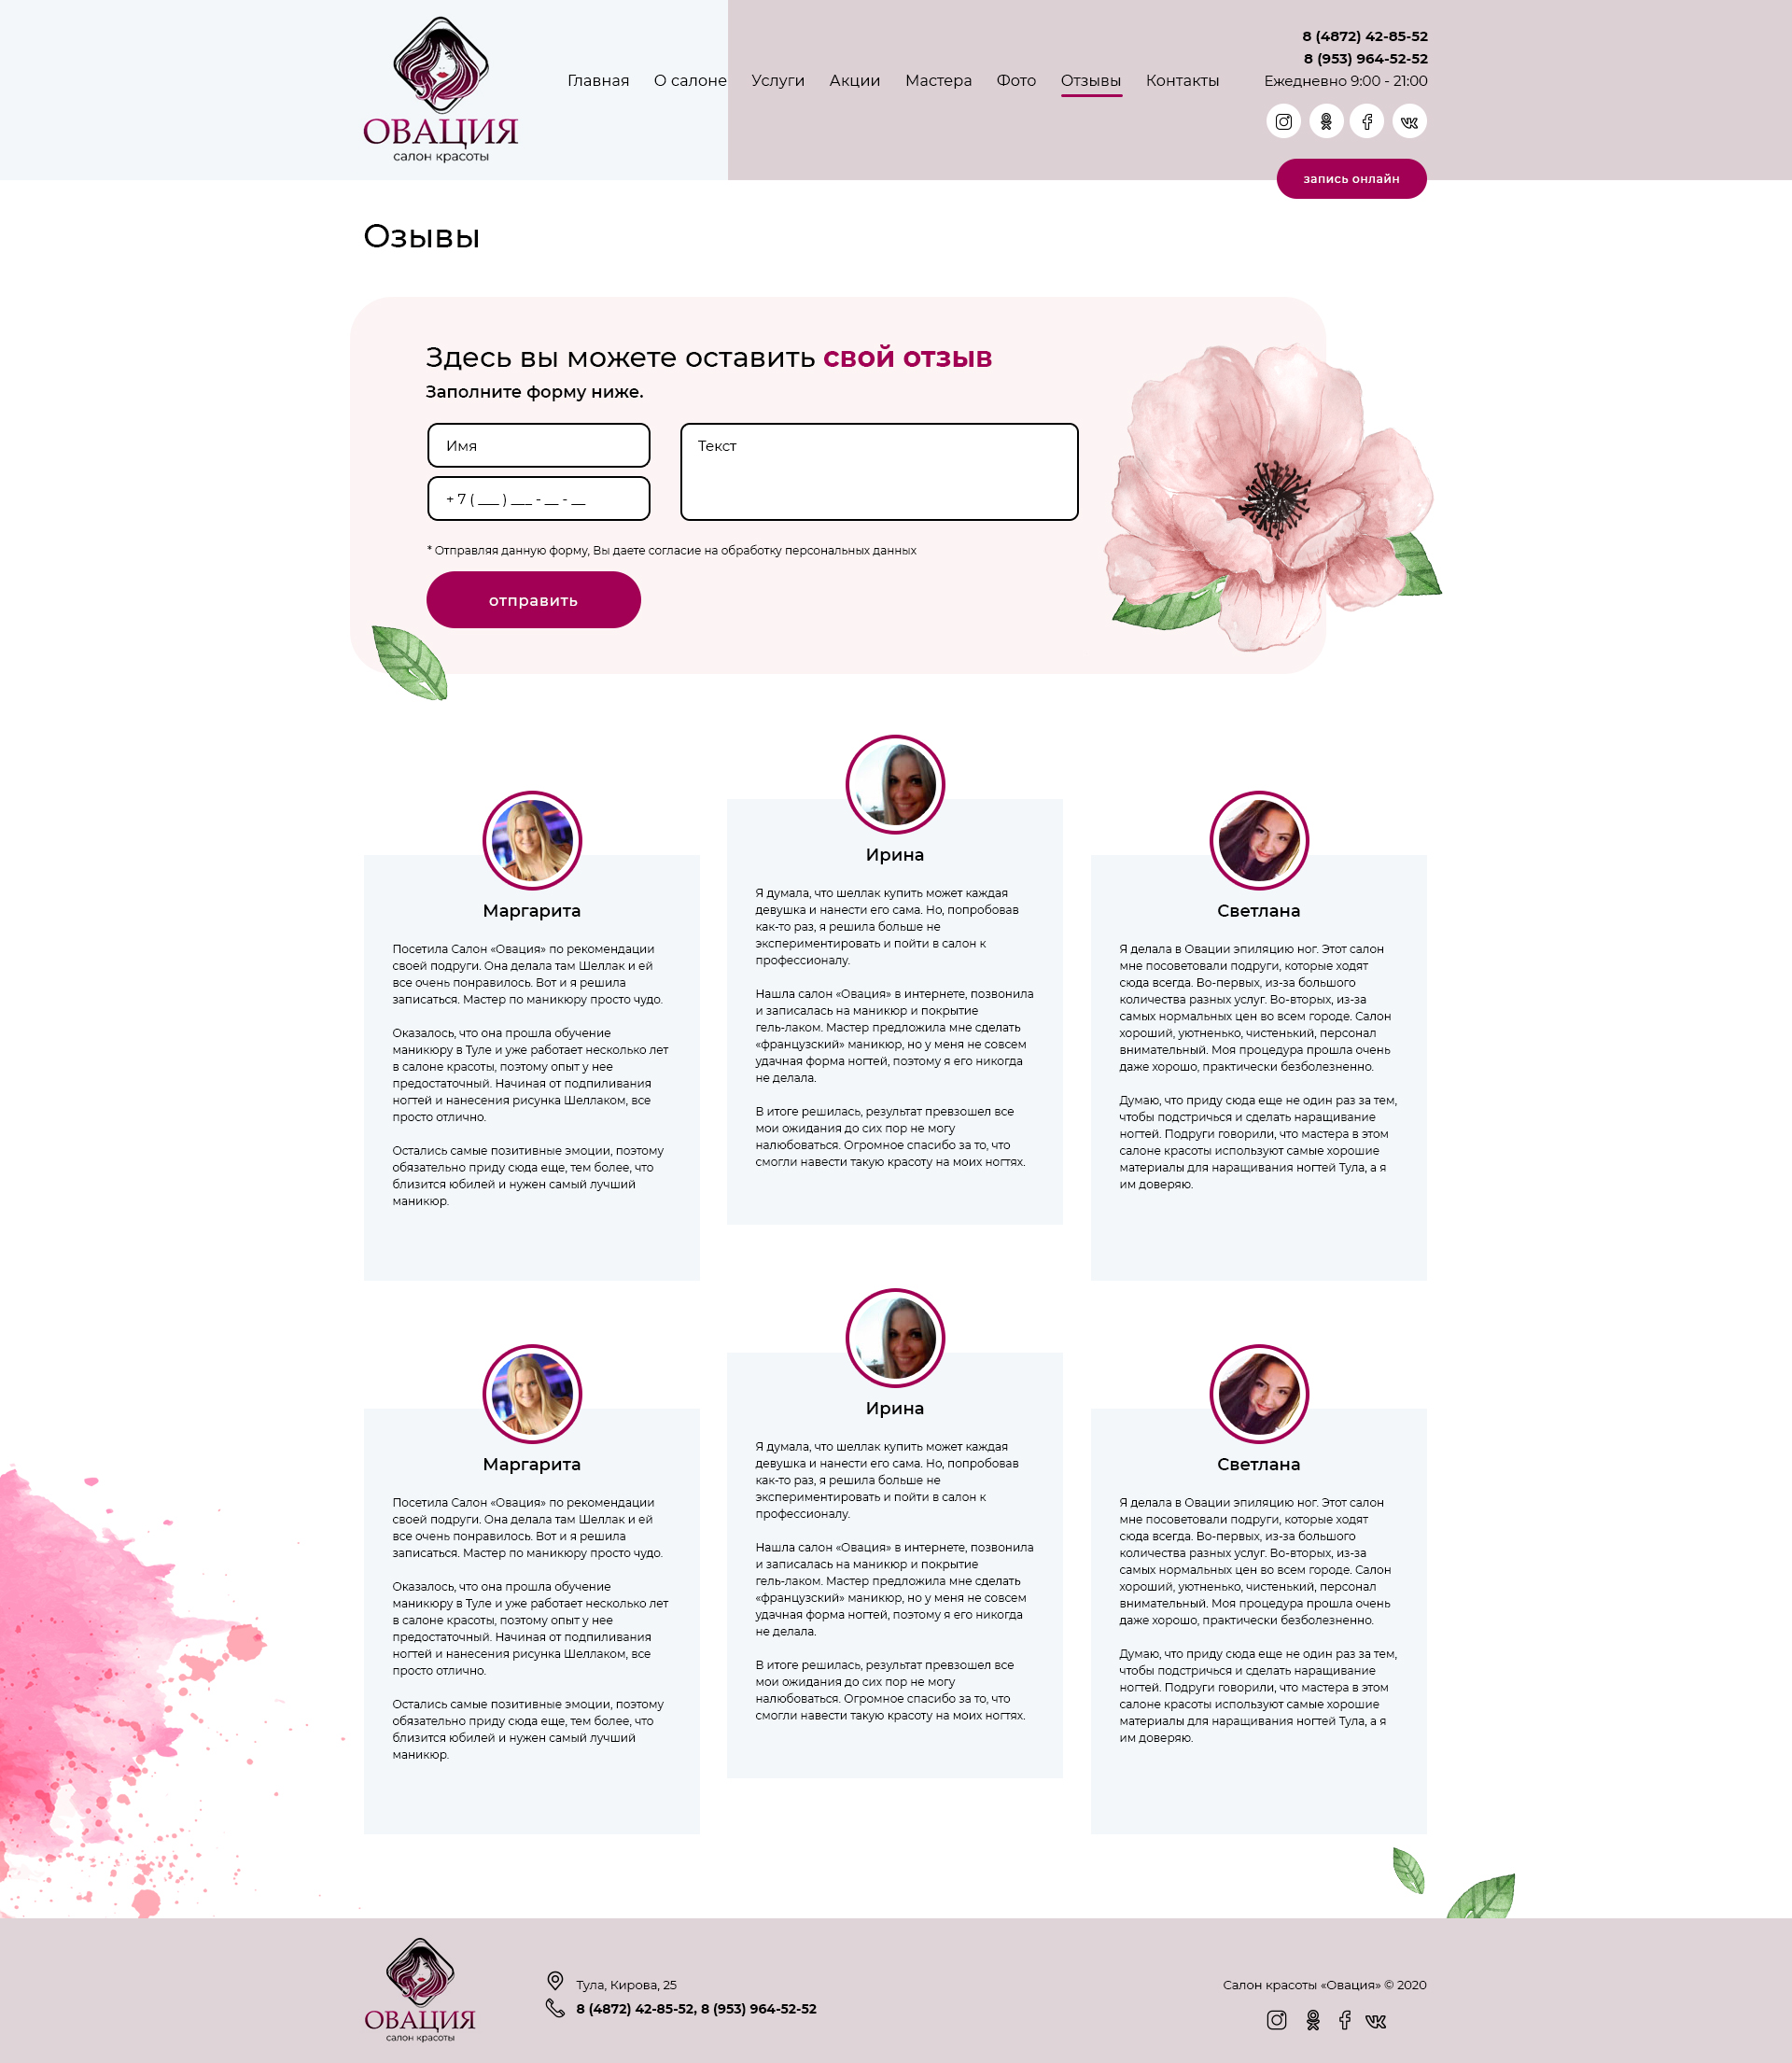 ОВАЦИЯ
салон красоты
Главная О салоне Услуги Акции Мастера Фото Отзывы Контакты
8 (4872) 42-85-52
8 (953) 964-52-52
Ежедневно 9:00 - 21:00
запись онлайн
Озывы
Здесь вы можете оставить свой отзыв
Заполните форму ниже.
Имя
+ 7 ( ___ ) ___ - __ - __
Текст
* Отправляя данную форму, Вы даете согласие на обработку персональных данных
отправить
Маргарита
Посетила Салон «Овация» по рекомендации
своей подруги. Она делала там Шеллак и ей
все очень понравилось. Вот и я решила
записаться. Мастер по маникюру просто чудо.
Оказалось, что она прошла обучение
маникюру в Туле и уже работает несколько лет
в салоне красоты, поэтому опыт у нее
предостаточный. Начиная от подпиливания
ногтей и нанесения рисунка Шеллаком, все
просто отлично.
Остались самые позитивные эмоции, поэтому
обязательно приду сюда еще, тем более, что
близится юбилей и нужен самый лучший
маникюр.
Ирина
Я думала, что шеллак купить может каждая
девушка и нанести его сама. Но, попробовав
как-то раз, я решила больше не
экспериментировать и пойти в салон к
профессионалу.
Нашла салон «Овация» в интернете, позвонила
и записалась на маникюр и покрытие
гель-лаком. Мастер предложила мне сделать
«французский» маникюр, но у меня не совсем
удачная форма ногтей, поэтому я его никогда
не делала.
В итоге решилась, результат превзошел все
мои ожидания до сих пор не могу
налюбоваться. Огромное спасибо за то, что
смогли навести такую красоту на моих ногтях.
Светлана
Я делала в Овации эпиляцию ног. Этот салон
мне посоветовали подруги, которые ходят
сюда всегда. Во-первых, из-за большого
количества разных услуг. Во-вторых, из-за
самых нормальных цен во всем городе. Салон
хороший, уютненько, чистенький, персонал
внимательный. Моя процедура прошла очень
даже хорошо, практически безболезненно.
Думаю, что приду сюда еще не один раз за тем,
чтобы подстричься и сделать наращивание
ногтей. Подруги говорили, что мастера в этом
салоне красоты используют самые хорошие
материалы для наращивания ногтей Тула, а я
им доверяю.
Маргарита
Посетила Салон «Овация» по рекомендации
своей подруги. Она делала там Шеллак и ей
все очень понравилось. Вот и я решила
записаться. Мастер по маникюру просто чудо.
Оказалось, что она прошла обучение
маникюру в Туле и уже работает несколько лет
в салоне красоты, поэтому опыт у нее
предостаточный. Начиная от подпиливания
ногтей и нанесения рисунка Шеллаком, все
просто отлично.
Остались самые позитивные эмоции, поэтому
обязательно приду сюда еще, тем более, что
близится юбилей и нужен самый лучший
маникюр.
Ирина
Я думала, что шеллак купить может каждая
девушка и нанести его сама. Но, попробовав
как-то раз, я решила больше не
экспериментировать и пойти в салон к
профессионалу.
Нашла салон «Овация» в интернете, позвонила
и записалась на маникюр и покрытие
гель-лаком. Мастер предложила мне сделать
«французский» маникюр, но у меня не совсем
удачная форма ногтей, поэтому я его никогда
не делала.
В итоге решилась, результат превзошел все
мои ожидания до сих пор не могу
налюбоваться. Огромное спасибо за то, что
смогли навести такую красоту на моих ногтях.
Светлана
Я делала в Овации эпиляцию ног. Этот салон
мне посоветовали подруги, которые ходят
сюда всегда. Во-первых, из-за большого
количества разных услуг. Во-вторых, из-за
самых нормальных цен во всем городе. Салон
хороший, уютненько, чистенький, персонал
внимательный. Моя процедура прошла очень
даже хорошо, практически безболезненно.
Думаю, что приду сюда еще не один раз за тем,
чтобы подстричься и сделать наращивание
ногтей. Подруги говорили, что мастера в этом
салоне красоты используют самые хорошие
материалы для наращивания ногтей Тула, а я
им доверяю.
ОВАЦИЯ
салон красоты
Тула, Кирова, 25
8 (4872) 42-85-52, 8 (953) 964-52-52
Салон красоты «Овация» © 2020